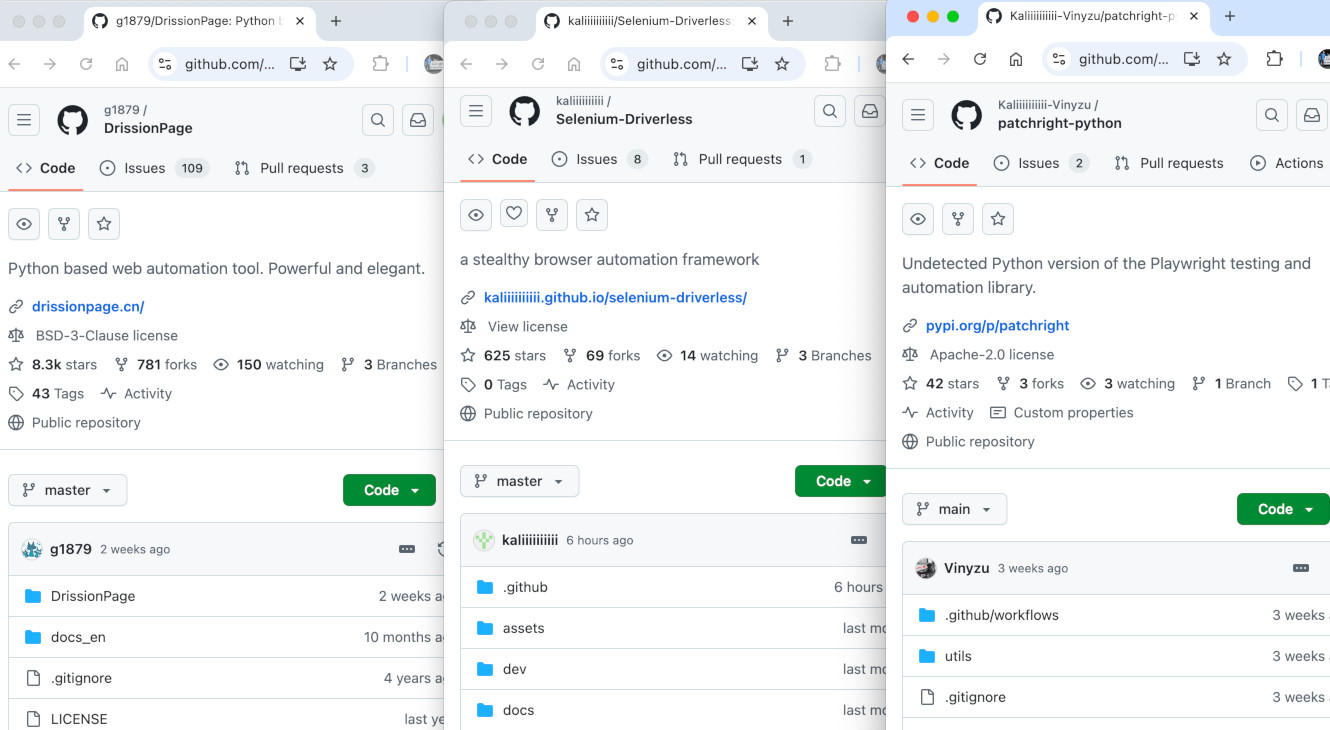 g1879/DrissionPage: Python b
github.com/...
g1879 /
DrissionPage
Code Issues 109 Pull requests 3
Python based web automation tool. Powerful and elegant.
drissionpage.cn/
BSD-3-Clause license
8.3k stars 781 forks 150 watching 3 Branches
43 Tags Activity
Public repository
master Code
g1879 2 weeks ago
DrissionPage 2 weeks a
docs_en 10 months a
.gitignore 4 years a
LICENSE last ye
kaliiiiiiiiii/Selenium-Driverless:
github.com/...
kaliiiiiiiiii /
Selenium-Driverless
Code Issues 8 Pull requests 1
a stealthy browser automation framework
kaliiiiiiiiii.github.io/selenium-driverless/
View license
625 stars 69 forks 14 watching 3 Branches
0 Tags Activity
Public repository
master Code
kaliiiiiiiiii 6 hours ago
.github 6 hours
assets last mo
dev last mo
docs last mo
Kaliiiiiiiiii-Vinyzu/patchright-p
github.com/...
Kaliiiiiiiiii-Vinyzu /
patchright-python
Code Issues 2 Pull requests Actions
Undetected Python version of the Playwright testing and
automation library.
pypi.org/p/patchright
Apache-2.0 license
42 stars 3 forks 3 watching 1 Branch 1 T
Activity Custom properties
Public repository
main Code
Vinyzu 3 weeks ago
.github/workflows 3 weeks
utils 3 weeks
.gitignore 3 weeks